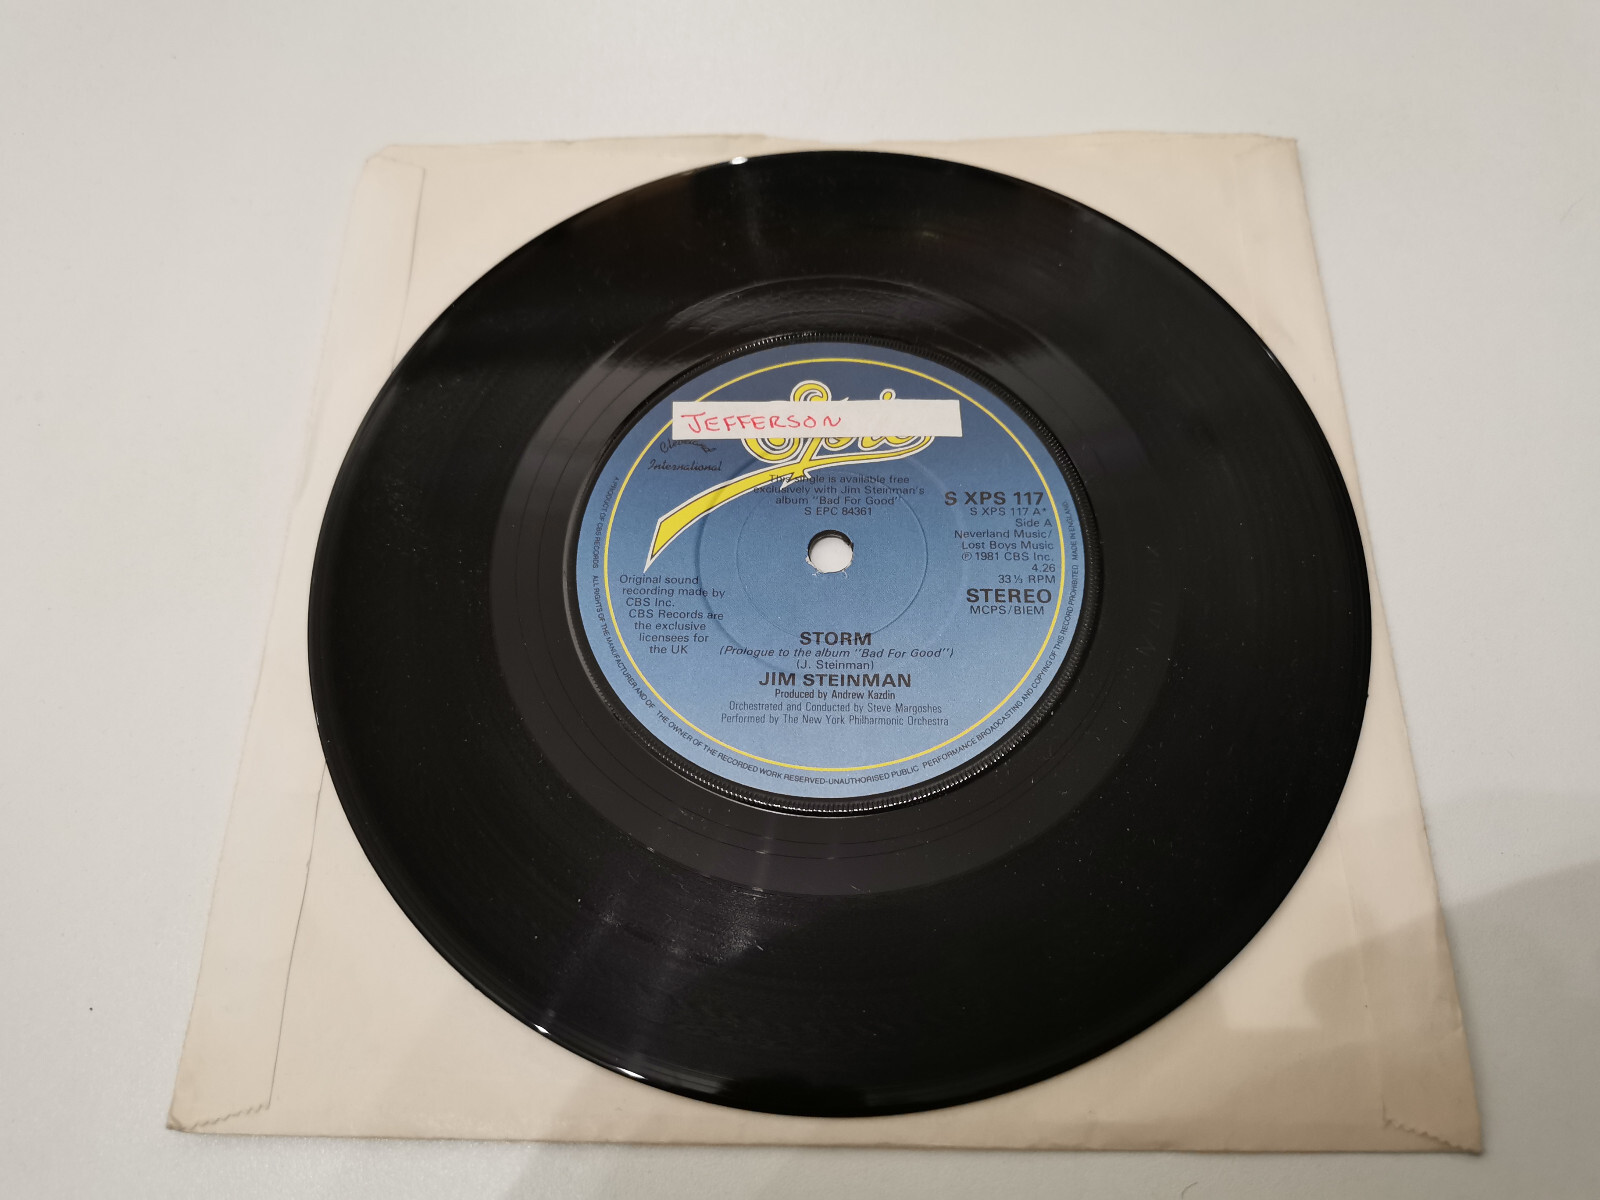 JEFFERSON
Epic
International
This single is available free
exclusively with Jim Steinman's
album "Bad For Good"
S EPC 84361
S XPS 117
S XPS 117 A*
Side A
Neverland Music/
Lost Boys Music
℗ 1981 CBS Inc.
4.26
33⅓ RPM
STEREO
MCPS/BIEM
Original sound
recording made by
CBS Inc.
CBS Records are
the exclusive
licensees for
the UK
STORM
(Prologue to the album "Bad For Good")
(J. Steinman)
JIM STEINMAN
Produced by Andrew Kazdin
Orchestrated and Conducted by Steve Margoshes
Performed by The New York Philharmonic Orchestra
A PRODUCT OF CBS RECORDS ALL RIGHTS OF THE MANUFACTURER AND OF THE OWNER OF THE RECORDED WORK RESERVED-UNAUTHORISED PUBLIC PERFORMANCE BROADCASTING AND COPYING OF THIS RECORD PROHIBITED MADE IN ENGLAND